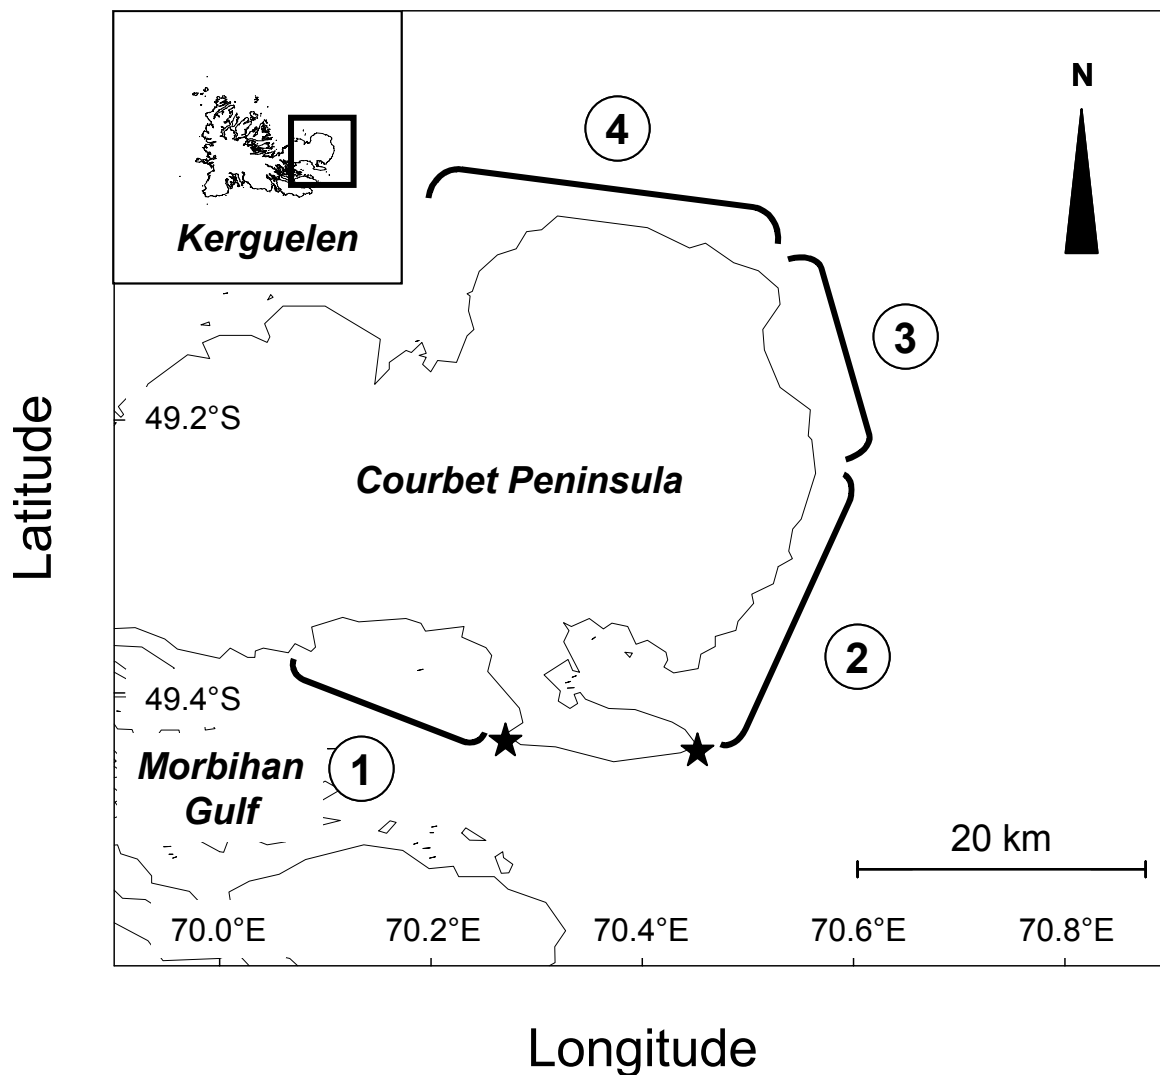 N
4
Kerguelen
3
49.2°S
Latitude
Courbet Peninsula
2
49.4°S
Morbihan
Gulf
1
20 km
70.0°E
70.2°E
70.4°E
70.6°E
70.8°E
Longitude